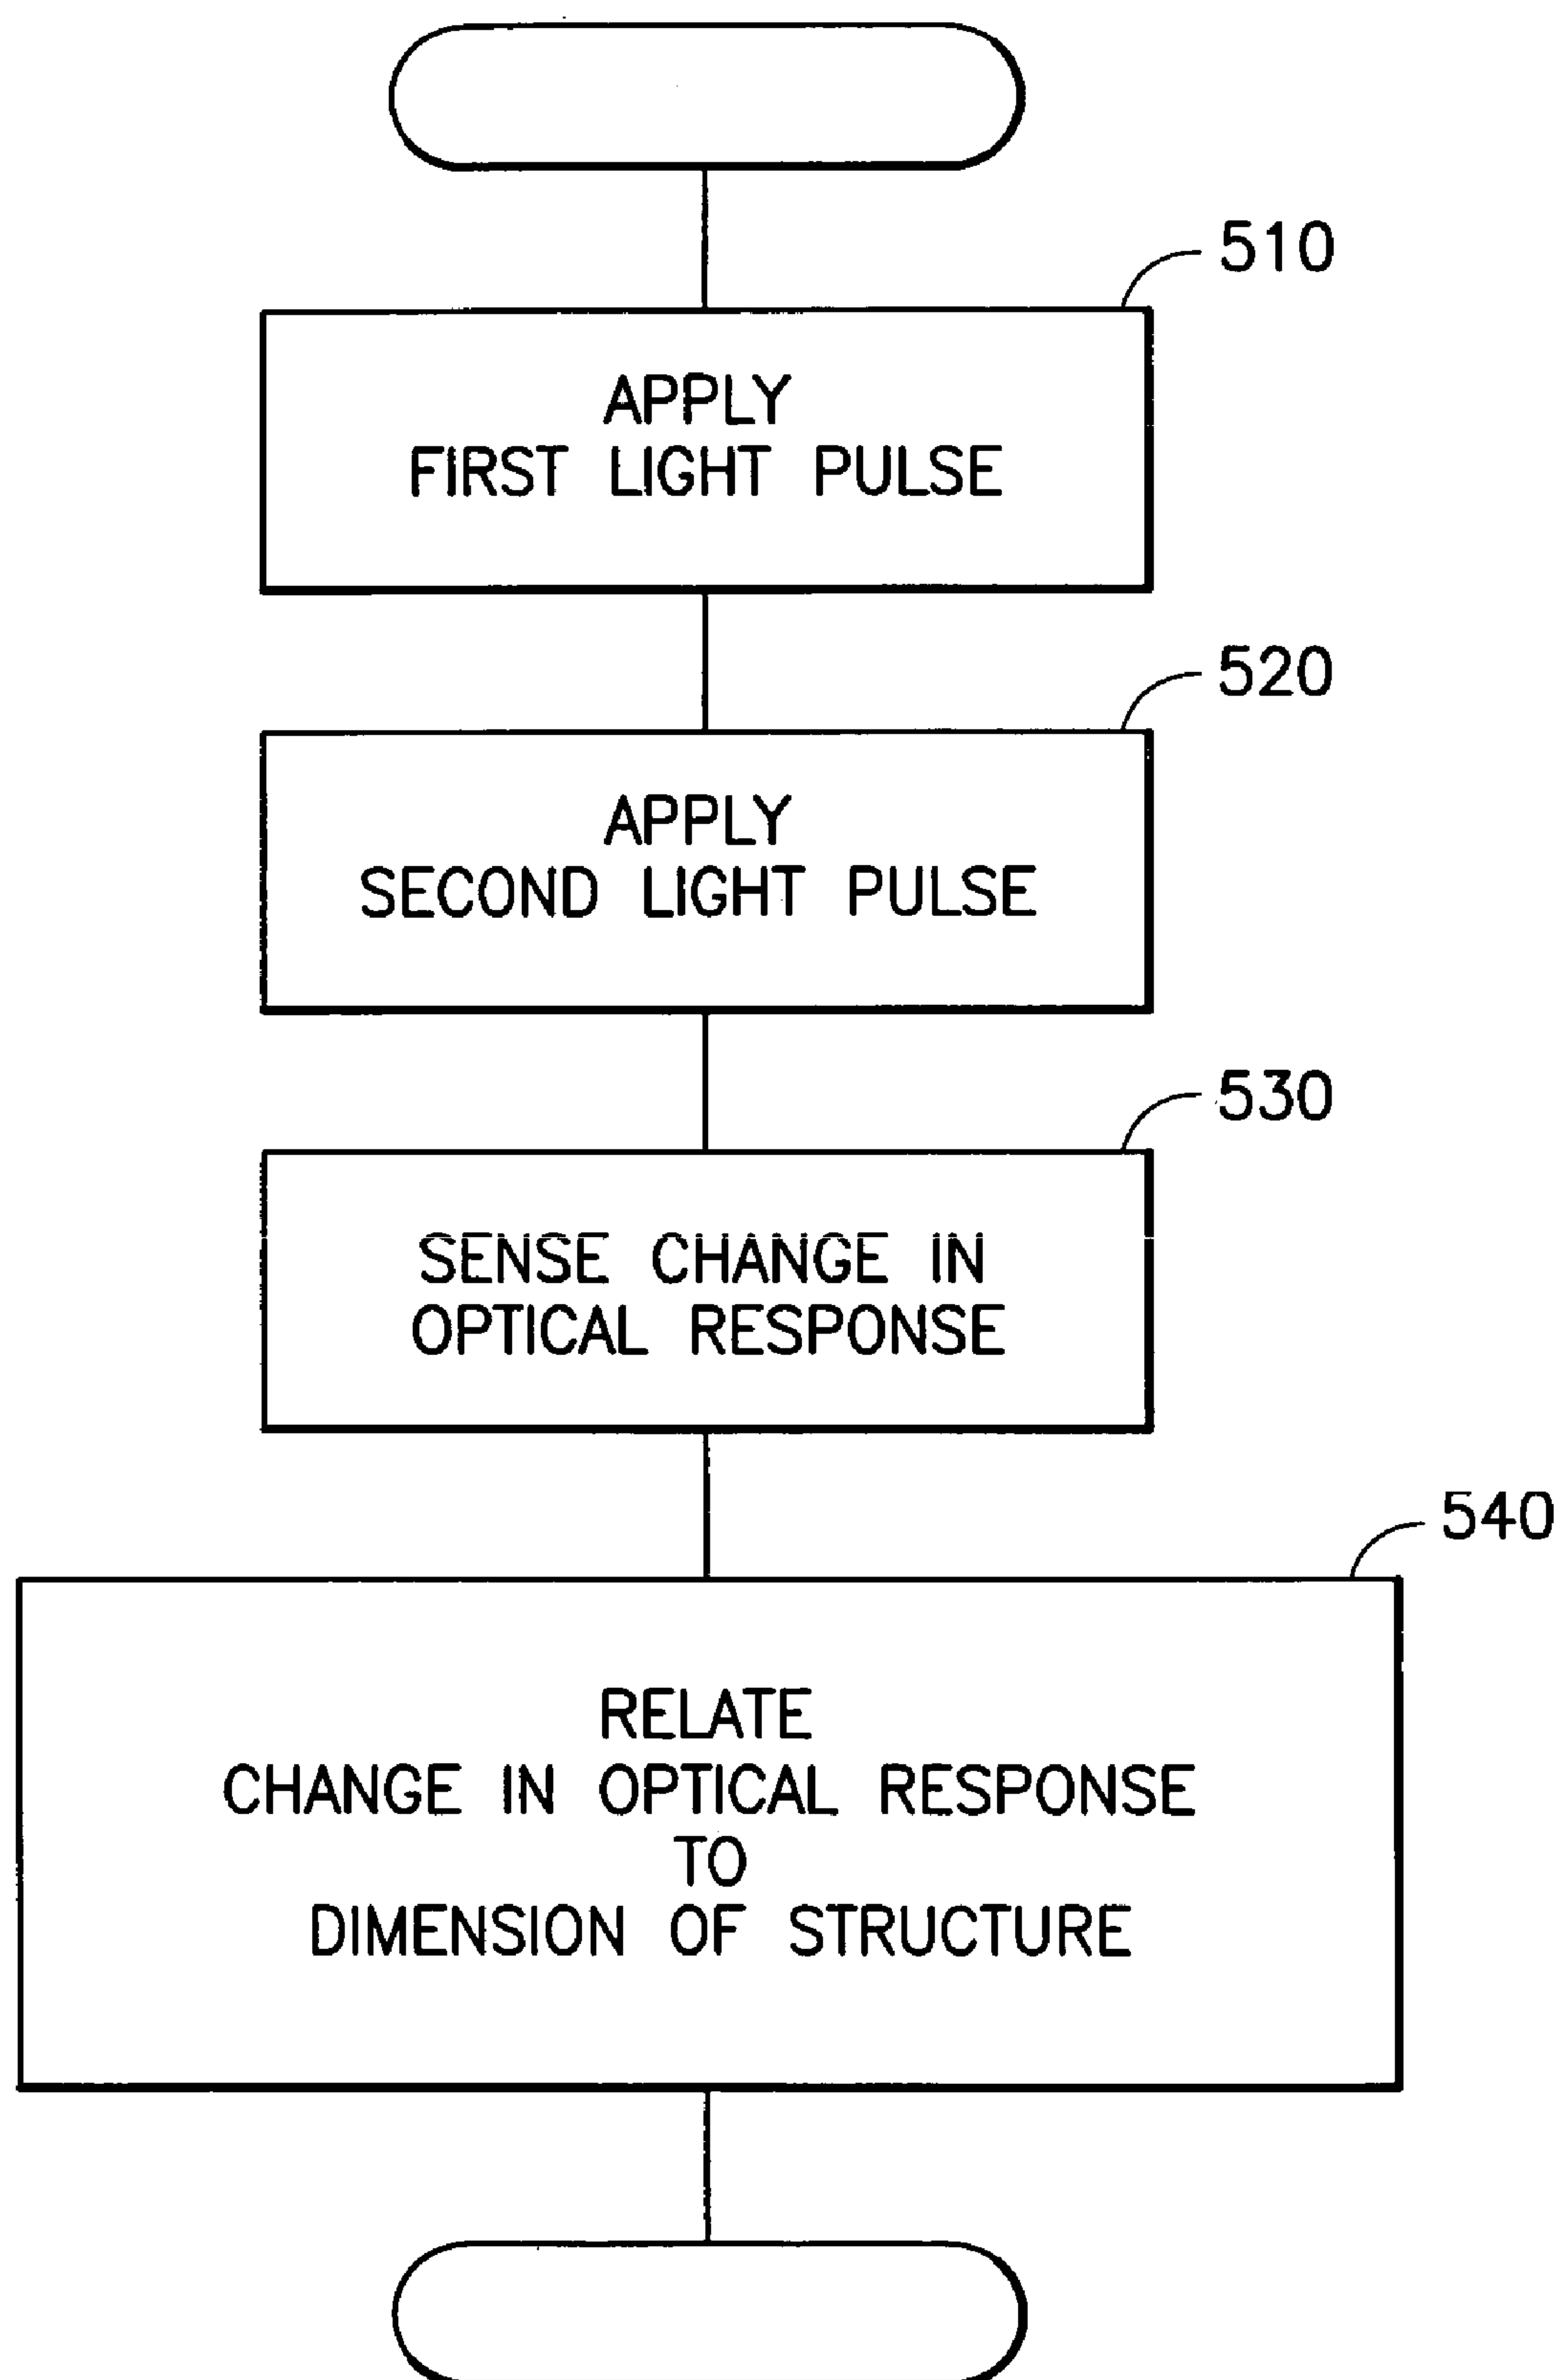 510
APPLY
FIRST LIGHT PULSE
520
APPLY
SECOND LIGHT PULSE
530
SENSE CHANGE IN
OPTICAL RESPONSE
540
RELATE
CHANGE IN OPTICAL RESPONSE
TO
DIMENSION OF STRUCTURE